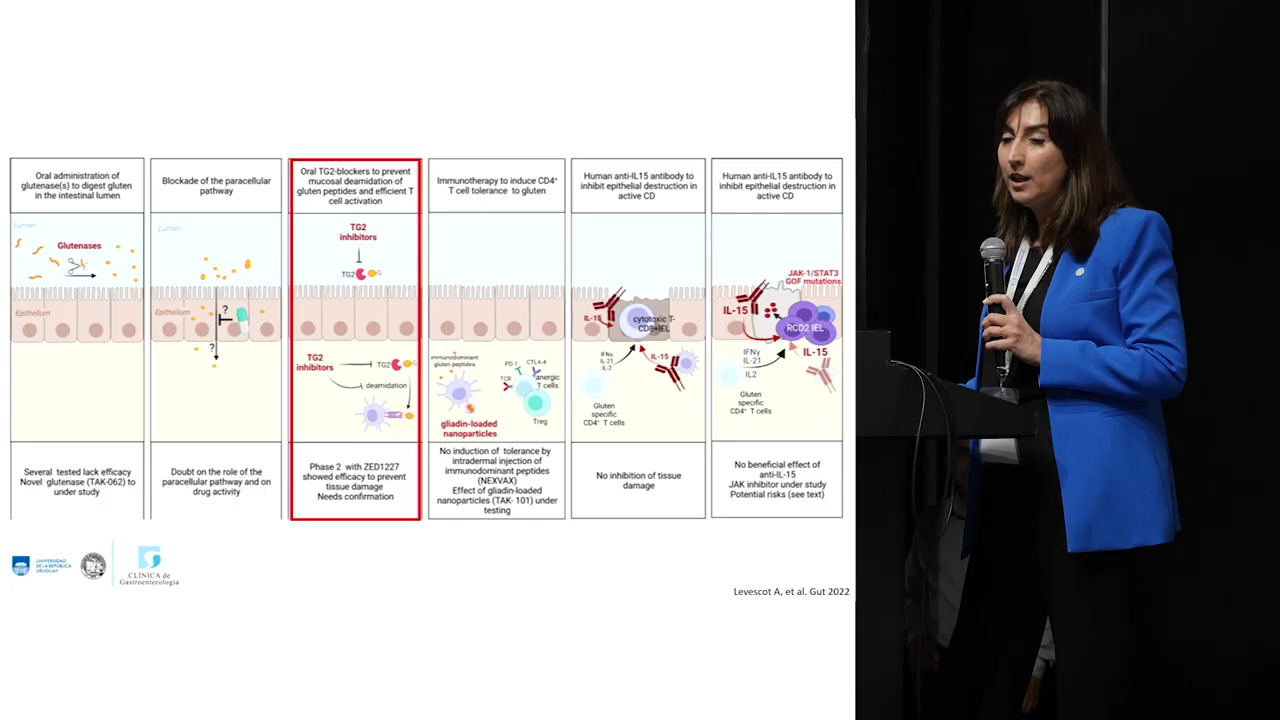 Oral administration of
glutenase(s) to digest gluten
in the intestinal lumen
Blockade of the paracellular
pathway
Oral TG2-blockers to prevent
mucosal deamidation of
gluten peptides and efficient T
cell activation
Immunotherapy to induce CD4⁺
T cell tolerance to gluten
Human anti-IL15 antibody to
inhibit epithelial destruction in
active CD
Human anti-IL15 antibody to
inhibit epithelial destruction in
active CD
Lumen
Glutenases
Epithelium
Lumen
?
Epithelium
?
TG2
inhibitors
TG2
G
TG2
inhibitors
TG2
G
deamidation
immunodominant
gluten peptides
PD-1
CTLA-4
TCR
anergic
T cells
Treg
gliadin-loaded
nanoparticles
IL-15
cytotoxic T-
CD8+IEL
IFNγ
IL-21
IL-2
IL-15
Gluten
specific
CD4⁺ T cells
JAK-1/STAT3
GOF mutations
IL-15
RCD2 IEL
IFNγ
IL-21
IL2
IL-15
Gluten
specific
CD4⁺ T cells
Several tested lack efficacy
Novel glutenase (TAK-062) to
under study
Doubt on the role of the
paracellular pathway and on
drug activity
Phase 2 with ZED1227
showed efficacy to prevent
tissue damage
Needs confirmation
No induction of tolerance by
intradermal injection of
immunodominant peptides
(NEXVAX)
Effect of gliadin-loaded
nanoparticles (TAK- 101) under
testing
No inhibition of tissue
damage
No beneficial effect of
anti-IL-15
JAK inhibitor under study
Potential risks (see text)
UNIVERSIDAD
DE LA REPÚBLICA
URUGUAY
CLÍNICA de
Gastroenterología
Levescot A, et al. Gut 2022